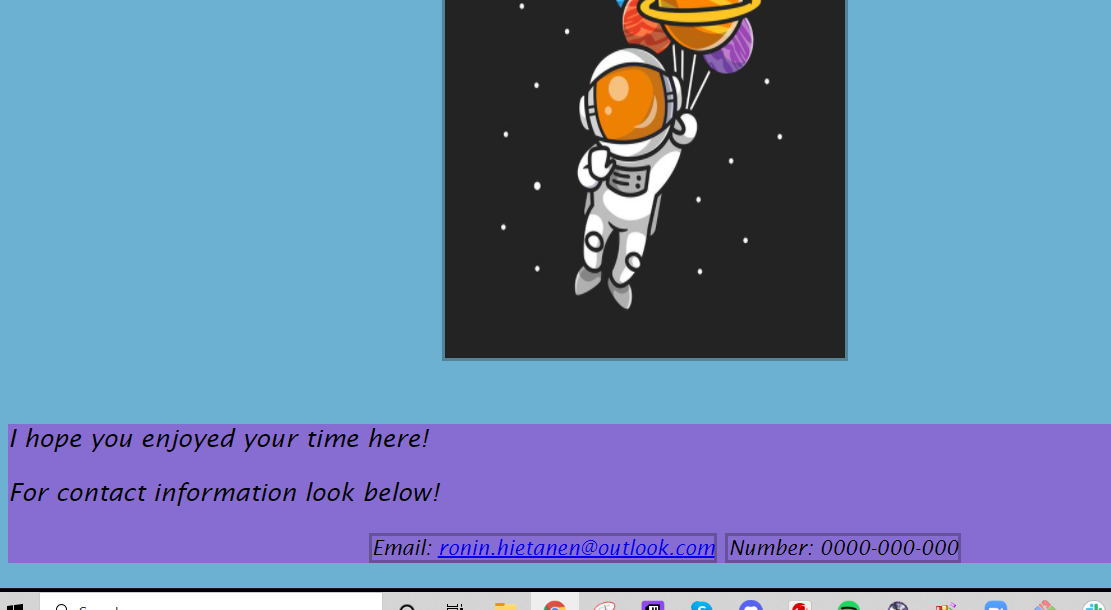 I hope you enjoyed your time here!
For contact information look below!
Email: ronin.hietanen@outlook.com Number: 0000-000-000